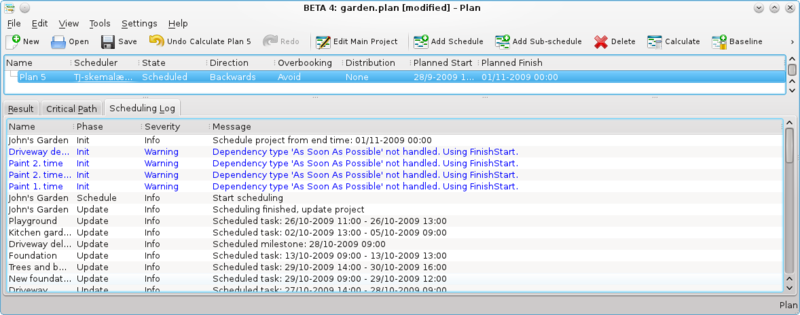 BETA 4: garden.plan [modified] – Plan
File Edit View Tools Scheduling Settings Help
New Open Save Undo Calculate Plan 5 Redo Edit Main Project Add Schedule Add Sub-schedule Delete Calculate Baseline
Name Scheduler State Direction Overbooking Distribution Planned Start Planned Finish
Plan 5 TJ-skemalæ... Scheduled Backwards Avoid None 28/9-2009 1... 01/11-2009 00:00
Result Critical Path Scheduling Log
Name Phase Severity Message
John's Garden Init Info Schedule project from end time: 01/11-2009 00:00
Driveway de... Init Warning Dependency type 'As Soon As Possible' not handled. Using FinishStart.
Paint 2. time Init Warning Dependency type 'As Soon As Possible' not handled. Using FinishStart.
Paint 2. time Init Warning Dependency type 'As Soon As Possible' not handled. Using FinishStart.
Paint 1. time Init Warning Dependency type 'As Soon As Possible' not handled. Using FinishStart.
John's Garden Schedule Info Start scheduling
John's Garden Update Info Scheduling finished, update project
Playground Update Info Scheduled task: 26/10-2009 11:00 - 26/10-2009 13:00
Kitchen gard... Update Info Scheduled task: 02/10-2009 13:00 - 05/10-2009 09:00
Driveway del... Update Info Scheduled milestone: 28/10-2009 09:00
Foundation Update Info Scheduled task: 13/10-2009 09:00 - 13/10-2009 13:00
Trees and b... Update Info Scheduled task: 29/10-2009 14:00 - 30/10-2009 16:00
New foundat... Update Info Scheduled task: 29/10-2009 09:00 - 29/10-2009 12:00
Driveway Update Info Scheduled task: 27/10-2009 14:00 - 28/10-2009 09:00
Plan